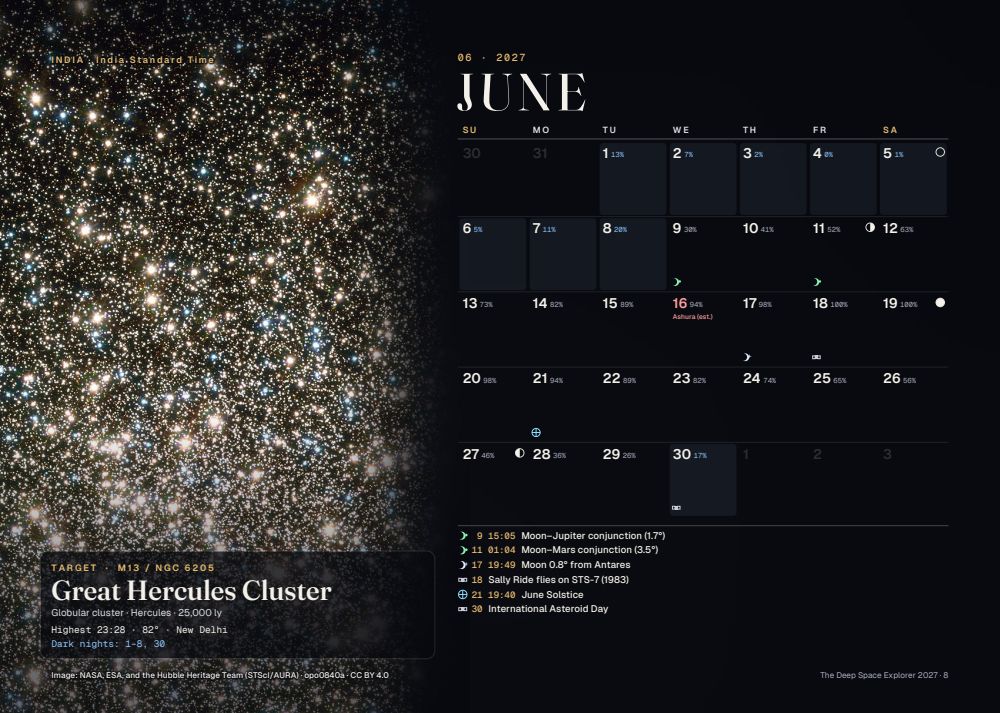 INDIA · India Standard Time
06 · 2027
JUNE
SU MO TU WE TH FR SA
30 31 1 13% 2 7% 3 2% 4 0% 5 1%
6 5% 7 11% 8 20% 9 30% 10 41% 11 52% 12 63%
13 73% 14 82% 15 89% 16 94% 17 98% 18 100% 19 100%
Ashura (est.)
20 98% 21 94% 22 89% 23 82% 24 74% 25 65% 26 56%
27 46% 28 36% 29 26% 30 17% 1 2 3
9 15:05 Moon–Jupiter conjunction (1.7°)
11 01:04 Moon–Mars conjunction (3.5°)
17 19:49 Moon 0.8° from Antares
18 Sally Ride flies on STS-7 (1983)
21 19:40 June Solstice
30 International Asteroid Day
TARGET · M13 / NGC 6205
Great Hercules Cluster
Globular cluster · Hercules · 25,000 ly
Highest 23:28 · 82° · New Delhi
Dark nights: 1–8, 30
Image: NASA, ESA, and the Hubble Heritage Team (STScI/AURA) · opo0840a · CC BY 4.0
The Deep Space Explorer 2027 · 8